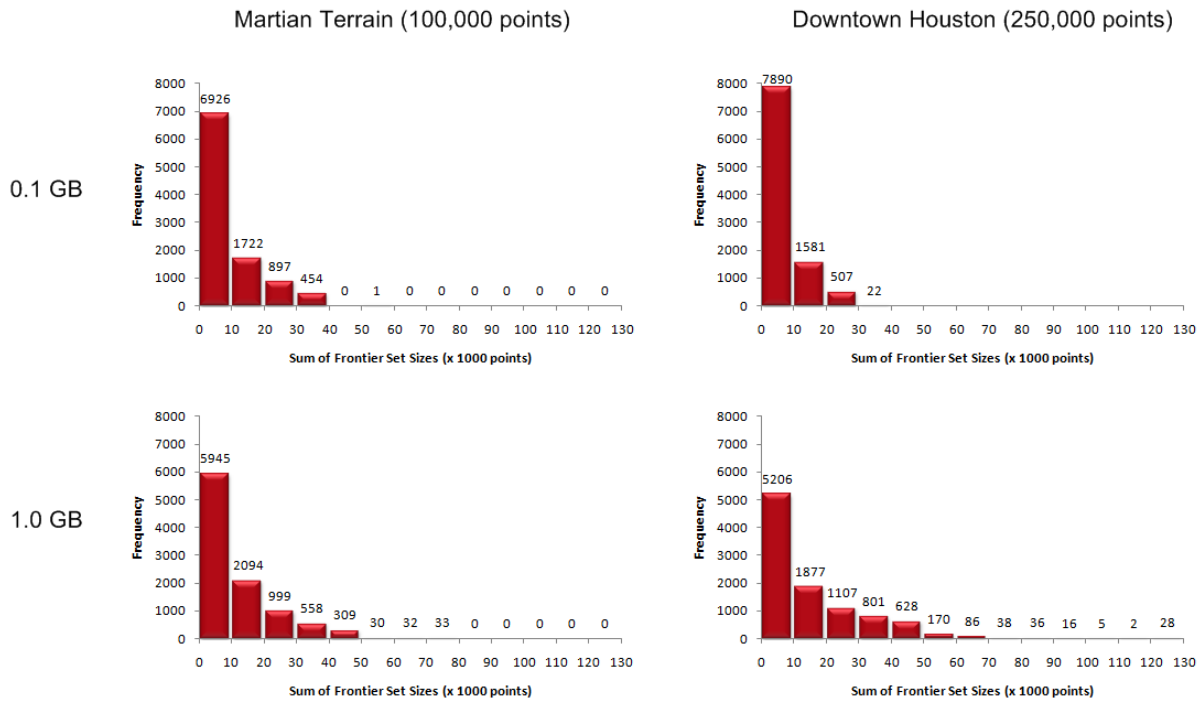 Martian Terrain (100,000 points)
Downtown Houston (250,000 points)
0.1 GB
Frequency
8000
7000
6000
5000
4000
3000
2000
1000
0
6926
1722
897
454
0 1 0 0 0 0 0 0 0
0 10 20 30 40 50 60 70 80 90 100 110 120 130
Sum of Frontier Set Sizes (x 1000 points)
Frequency
8000
7000
6000
5000
4000
3000
2000
1000
0
7890
1581
507
22
0 10 20 30 40 50 60 70 80 90 100 110 120 130
Sum of Frontier Set Sizes (x 1000 points)
1.0 GB
Frequency
8000
7000
6000
5000
4000
3000
2000
1000
0
5945
2094
999
558
309
30 32 33 0 0 0 0 0
0 10 20 30 40 50 60 70 80 90 100 110 120 130
Sum of Frontier Set Sizes (x 1000 points)
Frequency
8000
7000
6000
5000
4000
3000
2000
1000
0
5206
1877
1107
801
628
170
86 38 36 16 5 2 28
0 10 20 30 40 50 60 70 80 90 100 110 120 130
Sum of Frontier Set Sizes (x 1000 points)